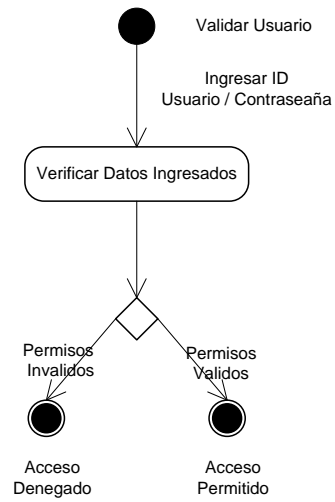 Validar Usuario
Ingresar ID
Usuario / Contraseaña
Verificar Datos Ingresados
Permisos
Invalidos
Permisos
Validos
Acceso
Denegado
Acceso
Permitido